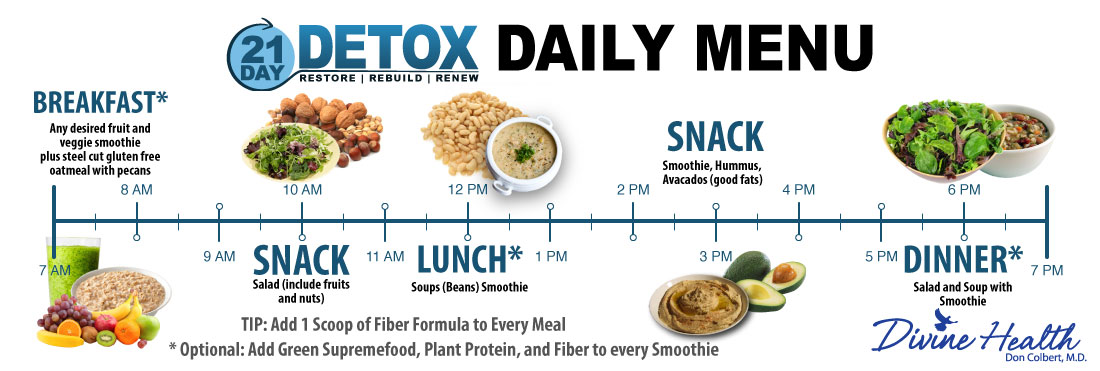 21 DAY DETOX DAILY MENU
RESTORE | REBUILD | RENEW
BREAKFAST*
Any desired fruit and
veggie smoothie
plus steel cut gluten free
oatmeal with pecans
SNACK
Smoothie, Hummus,
Avacados (good fats)
8 AM
10 AM
12 PM
2 PM
4 PM
6 PM
7 AM
9 AM
SNACK
Salad (include fruits
and nuts)
11 AM
LUNCH*
Soups (Beans) Smoothie
1 PM
3 PM
5 PM
DINNER*
Salad and Soup with
Smoothie
7 PM
TIP: Add 1 Scoop of Fiber Formula to Every Meal
* Optional: Add Green Supremefood, Plant Protein, and Fiber to every Smoothie
Divine Health
Don Colbert, M.D.